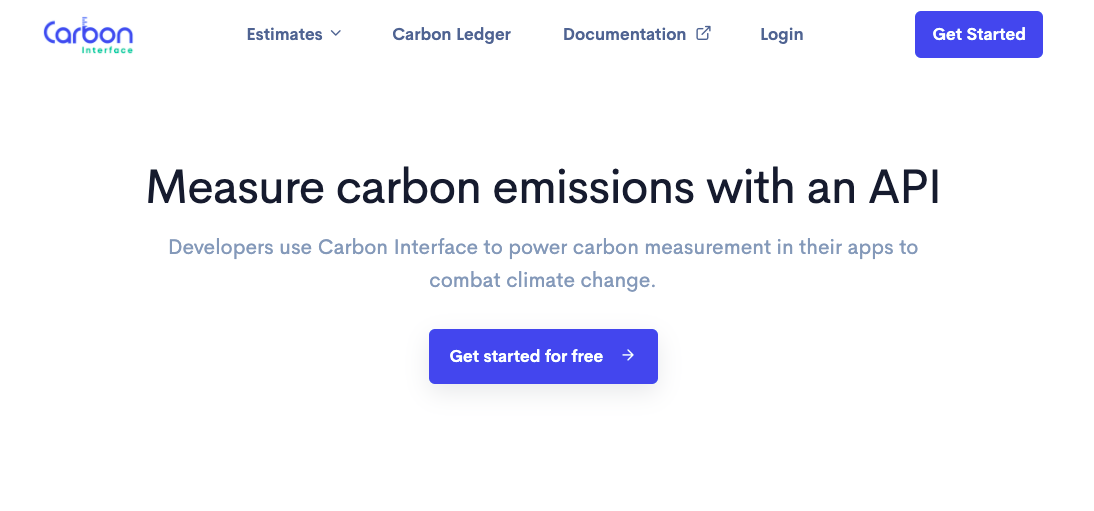 Carbon
Interface
Estimates
Carbon Ledger
Documentation
Login
Get Started
Measure carbon emissions with an API
Developers use Carbon Interface to power carbon measurement in their apps to
combat climate change.
Get started for free